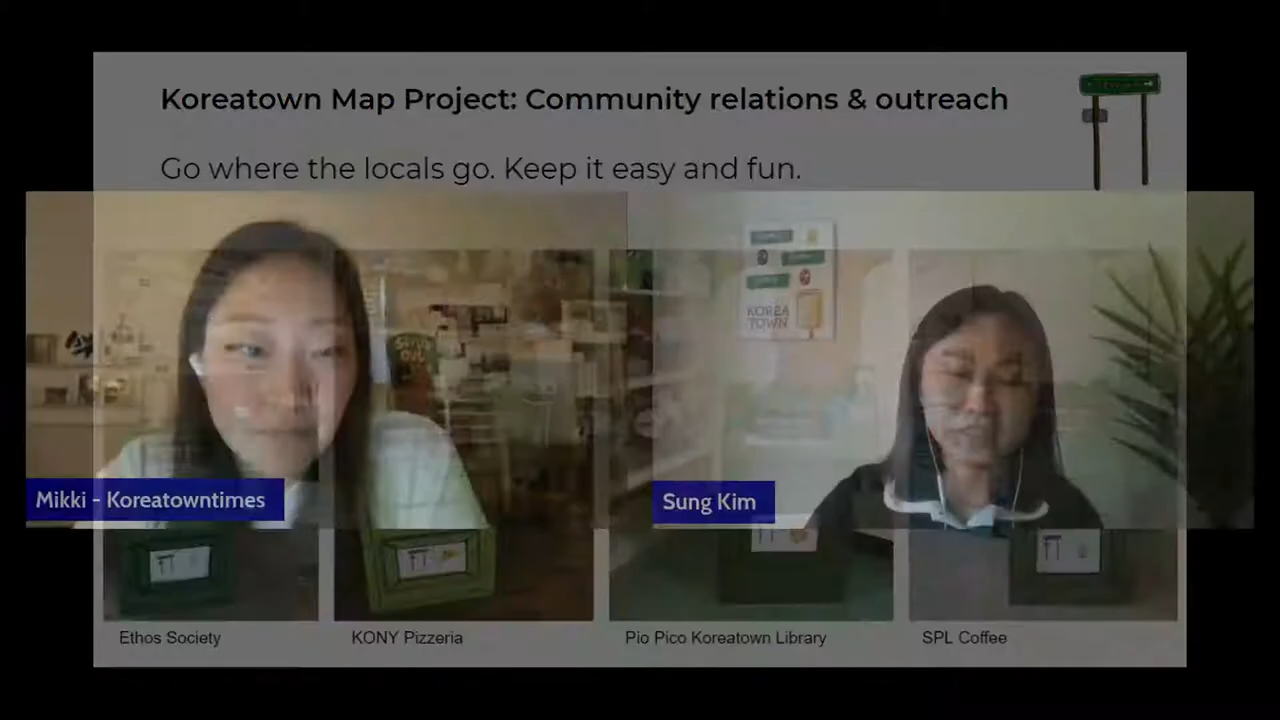 Koreatown Map Project: Community relations & outreach
Go where the locals go. Keep it easy and fun.
KOREA
TOWN
Mikki - Koreatowntimes
Sung Kim
Ethos Society
KONY Pizzeria
Pio Pico Koreatown Library
SPL Coffee